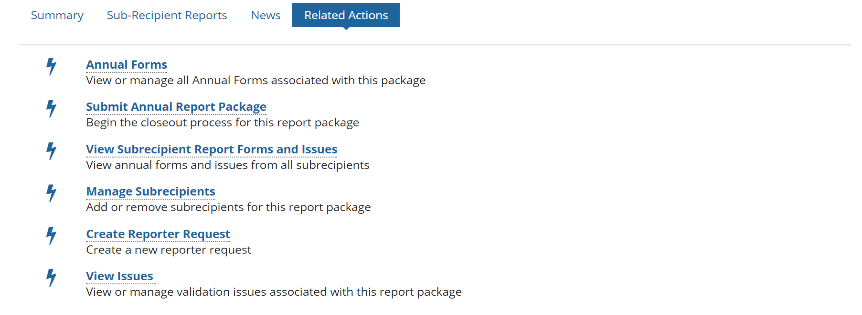 Summary Sub-Recipient Reports News Related Actions
Annual Forms
View or manage all Annual Forms associated with this package
Submit Annual Report Package
Begin the closeout process for this report package
View Subrecipient Report Forms and Issues
View annual forms and issues from all subrecipients
Manage Subrecipients
Add or remove subrecipients for this report package
Create Reporter Request
Create a new reporter request
View Issues
View or manage validation issues associated with this report package